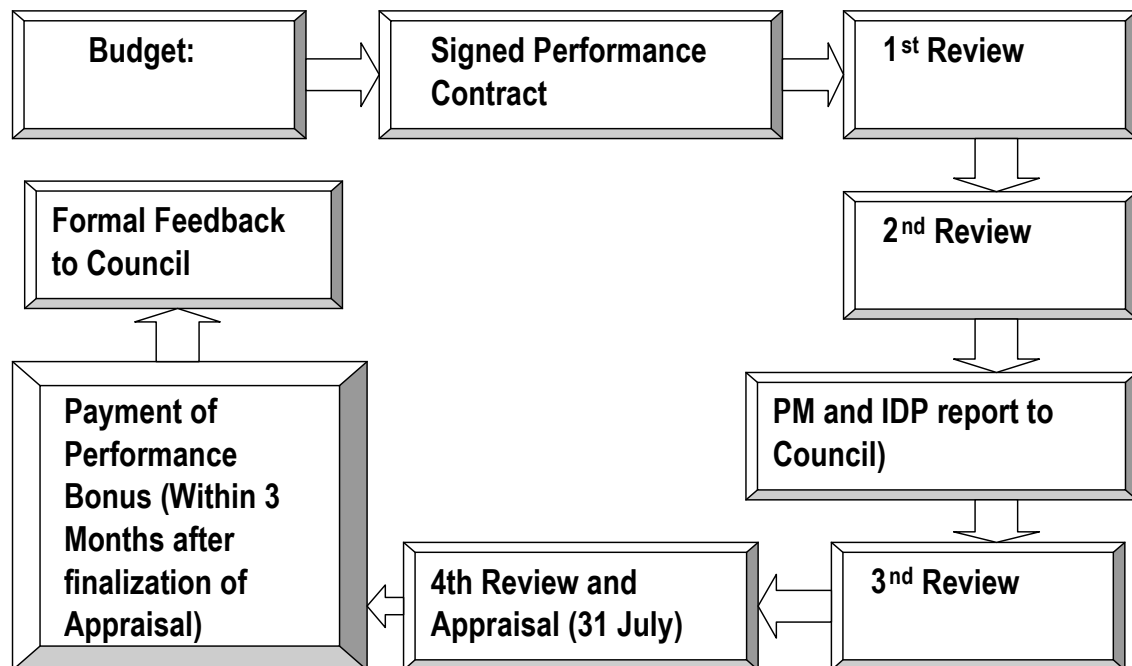 Budget:
Signed Performance
Contract
1st Review
2nd Review
PM and IDP report to
Council)
3nd Review
4th Review and
Appraisal (31 July)
Payment of
Performance
Bonus (Within 3
Months after
finalization of
Appraisal)
Formal Feedback
to Council